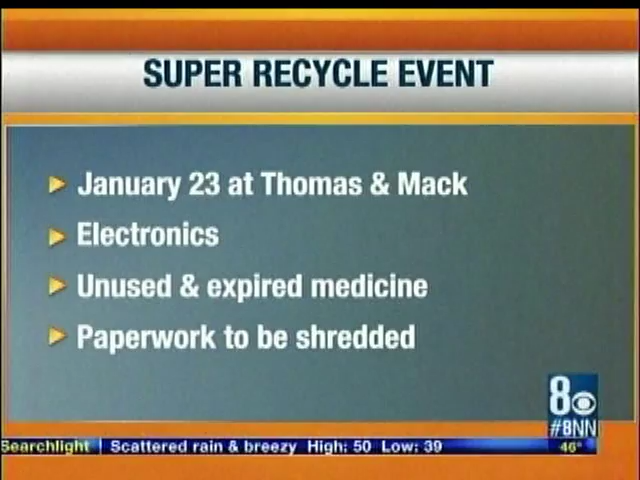 SUPER RECYCLE EVENT
January 23 at Thomas & Mack
Electronics
Unused & expired medicine
Paperwork to be shredded
8
#8NN
Searchlight Scattered rain & breezy High: 50 Low: 39 46°